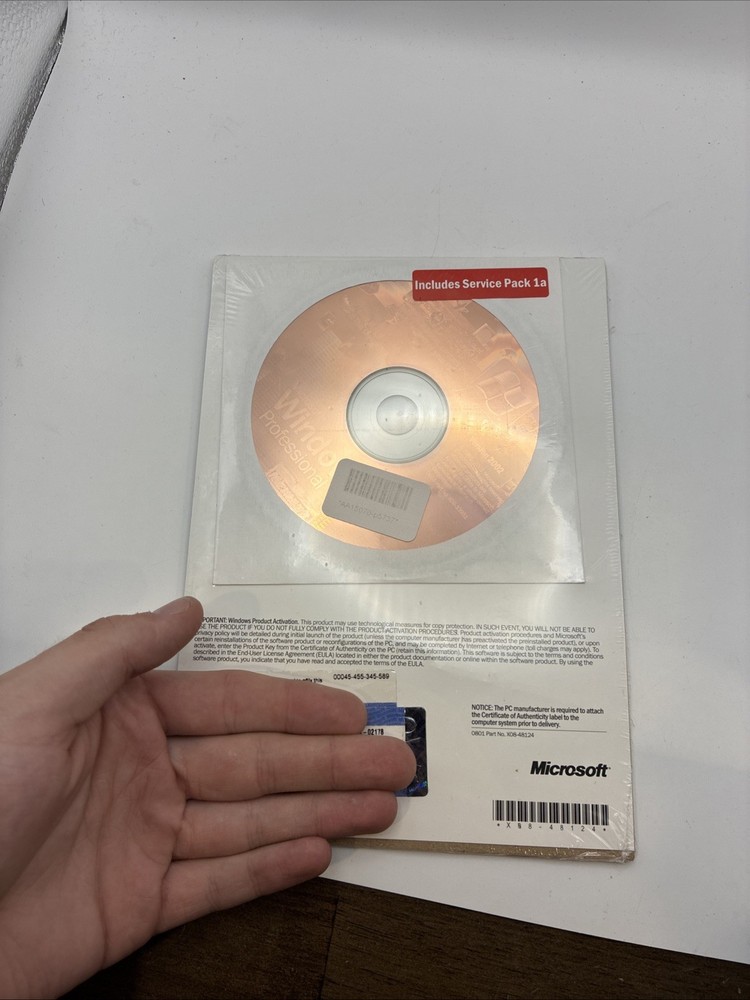 Includes Service Pack 1a
Windo
Professional
2002
PORTANT: Windows Product Activation. This product may use technological measures for copy protection. IN SUCH EVENT, YOU WILL NOT BE ABLE TO
SE THE PRODUCT IF YOU DO NOT FULLY COMPLY WITH THE PRODUCT ACTIVATION PROCEDURES. Product activation procedures and Microsoft's
privacy policy will be detailed during initial launch of the product (unless the computer manufacturer has preactivated the preinstalled product), or upon
certain reinstallations of the software product or reconfigurations of the PC, and may be completed by Internet or telephone (toll charges may apply). To
activate, enter the Product Key from the Certificate of Authenticity on the PC (retain this information). This software is subject to the terms and conditions
described in the End-User License Agreement (EULA) located in either the product documentation or online within the software product. By using the
software product, you indicate that you have read and accepted the terms of the EULA.
00045-455-345-589
-02178
NOTICE: The PC manufacturer is required to attach
the Certificate of Authenticity label to the
computer system prior to delivery.
0801 Part No. X08-48124
Microsoft
*X08-48124*